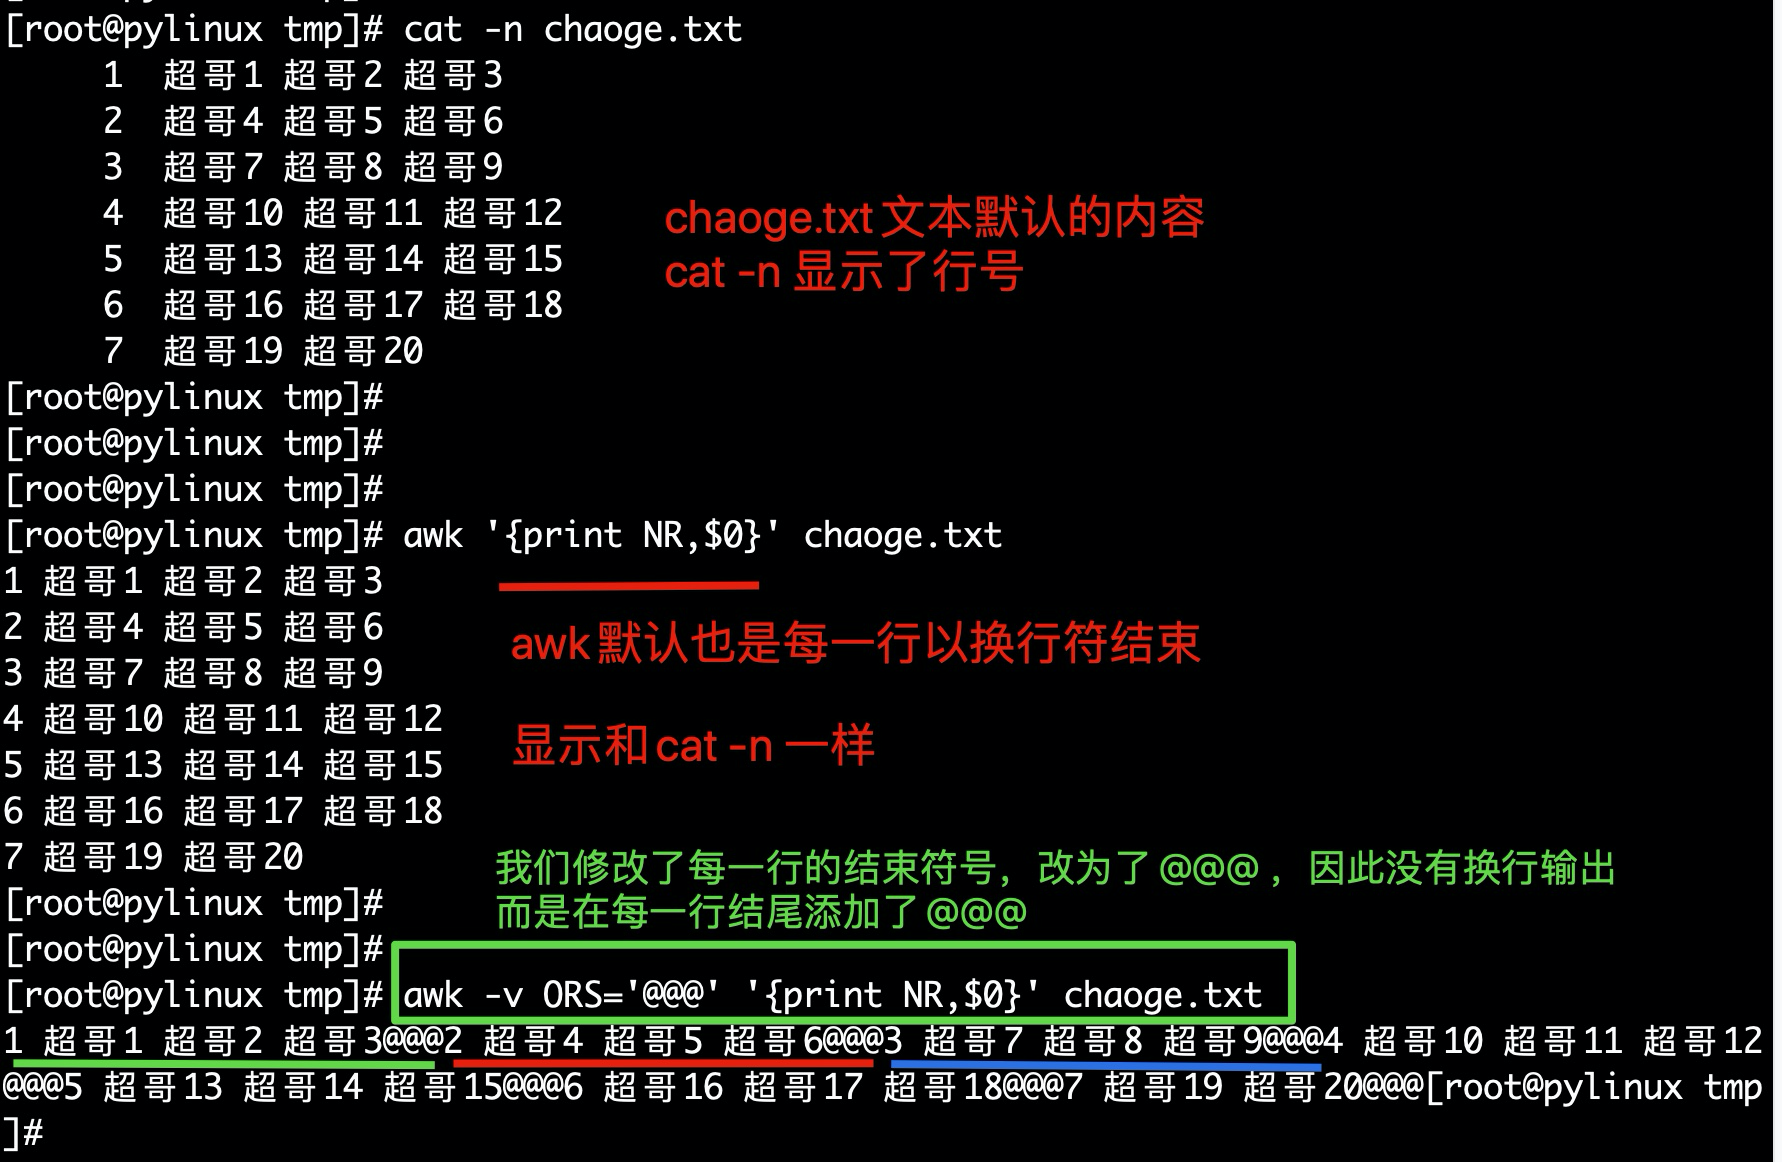 [root@pylinux tmp]# cat -n chaoge.txt
1 超哥1 超哥2 超哥3
2 超哥4 超哥5 超哥6
3 超哥7 超哥8 超哥9
4 超哥10 超哥11 超哥12
5 超哥13 超哥14 超哥15
6 超哥16 超哥17 超哥18
7 超哥19 超哥20
chaoge.txt文本默认的内容
cat -n 显示了行号
[root@pylinux tmp]#
[root@pylinux tmp]#
[root@pylinux tmp]#
[root@pylinux tmp]# awk '{print NR,$0}' chaoge.txt
1 超哥1 超哥2 超哥3
2 超哥4 超哥5 超哥6
3 超哥7 超哥8 超哥9
4 超哥10 超哥11 超哥12
5 超哥13 超哥14 超哥15
6 超哥16 超哥17 超哥18
7 超哥19 超哥20
awk默认也是每一行以换行符结束
显示和cat -n 一样
我们修改了每一行的结束符号，改为了@@@，因此没有换行输出
而是在每一行结尾添加了@@@
[root@pylinux tmp]#
[root@pylinux tmp]#
[root@pylinux tmp]# awk -v ORS='@@@' '{print NR,$0}' chaoge.txt
1 超哥1 超哥2 超哥3@@@2 超哥4 超哥5 超哥6@@@3 超哥7 超哥8 超哥9@@@4 超哥10 超哥11 超哥12
@@@5 超哥13 超哥14 超哥15@@@6 超哥16 超哥17 超哥18@@@7 超哥19 超哥20@@@[root@pylinux tmp
]#